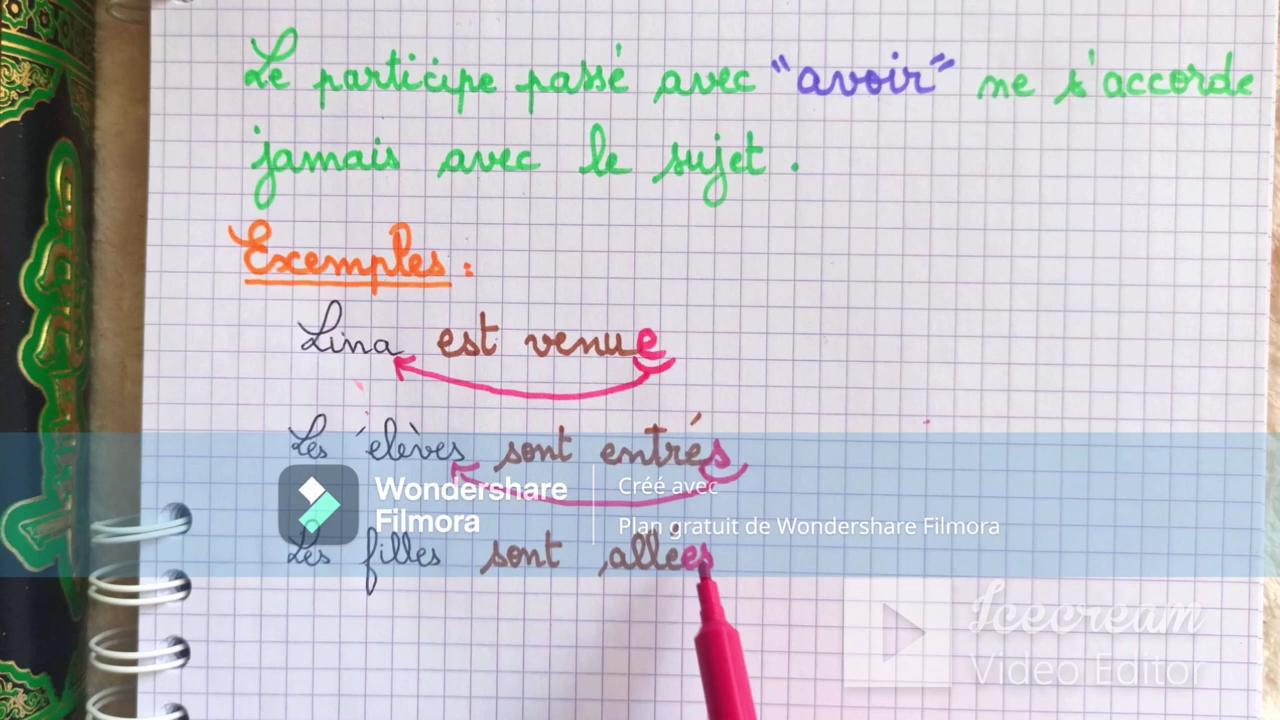 Le participe passé avec "avoir" ne s'accorde
jamais avec le sujet.
Exemples :
Lina est venue
Les élèves sont entrés
Wondershare
Filmora
Créé avec
Plan gratuit de Wondershare Filmora
Les filles sont allées
Icecream
Video Editor